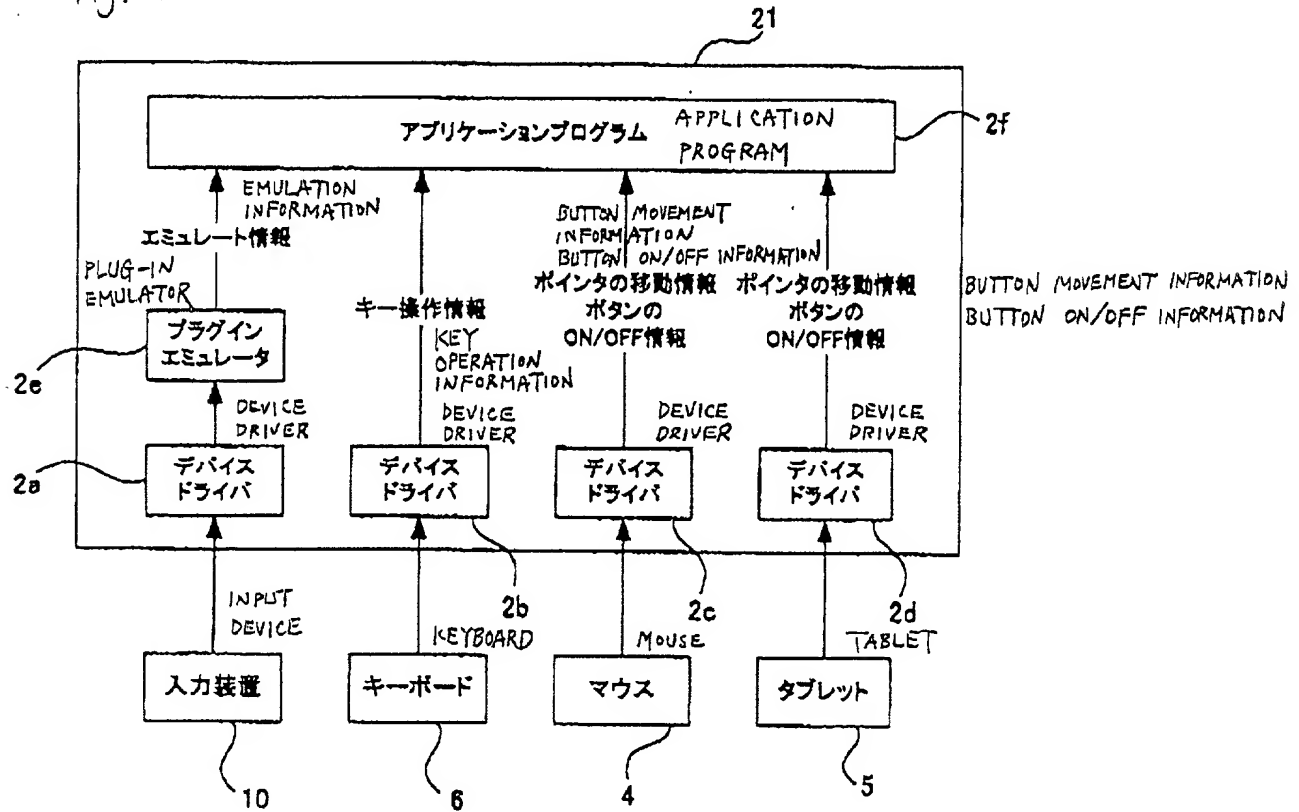 Fig.
21
アプリケーションプログラム APPLICATION
PROGRAM
2f
EMULATION
INFORMATION
エミュレート情報
PLUG-IN
EMULATOR
プラグイン
エミュレータ
2e
キー操作情報
KEY
OPERATION
INFORMATION
BUTTON MOVEMENT
INFORMATION
BUTTON ON/OFF INFORMATION
ポインタの移動情報
ボタンの
ON/OFF情報
ポインタの移動情報
ボタンの
ON/OFF情報
BUTTON MOVEMENT INFORMATION
BUTTON ON/OFF INFORMATION
DEVICE
DRIVER
DEVICE
DRIVER
DEVICE
DRIVER
DEVICE
DRIVER
2a
デバイス
ドライバ
デバイス
ドライバ
デバイス
ドライバ
デバイス
ドライバ
2b
2c
2d
INPUT
DEVICE
KEYBOARD
MOUSE
TABLET
入力装置
キーボード
マウス
タブレット
10
6
4
5